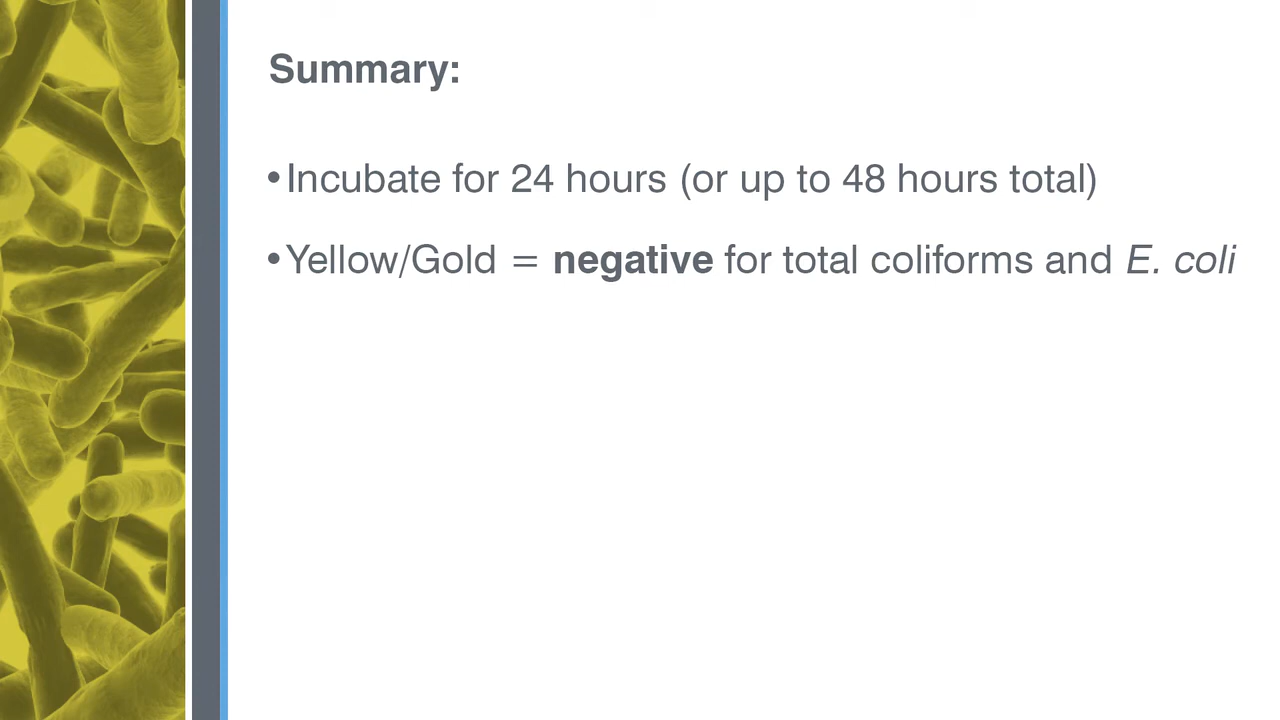 Summary:
•Incubate for 24 hours (or up to 48 hours total)
•Yellow/Gold = negative for total coliforms and E. coli